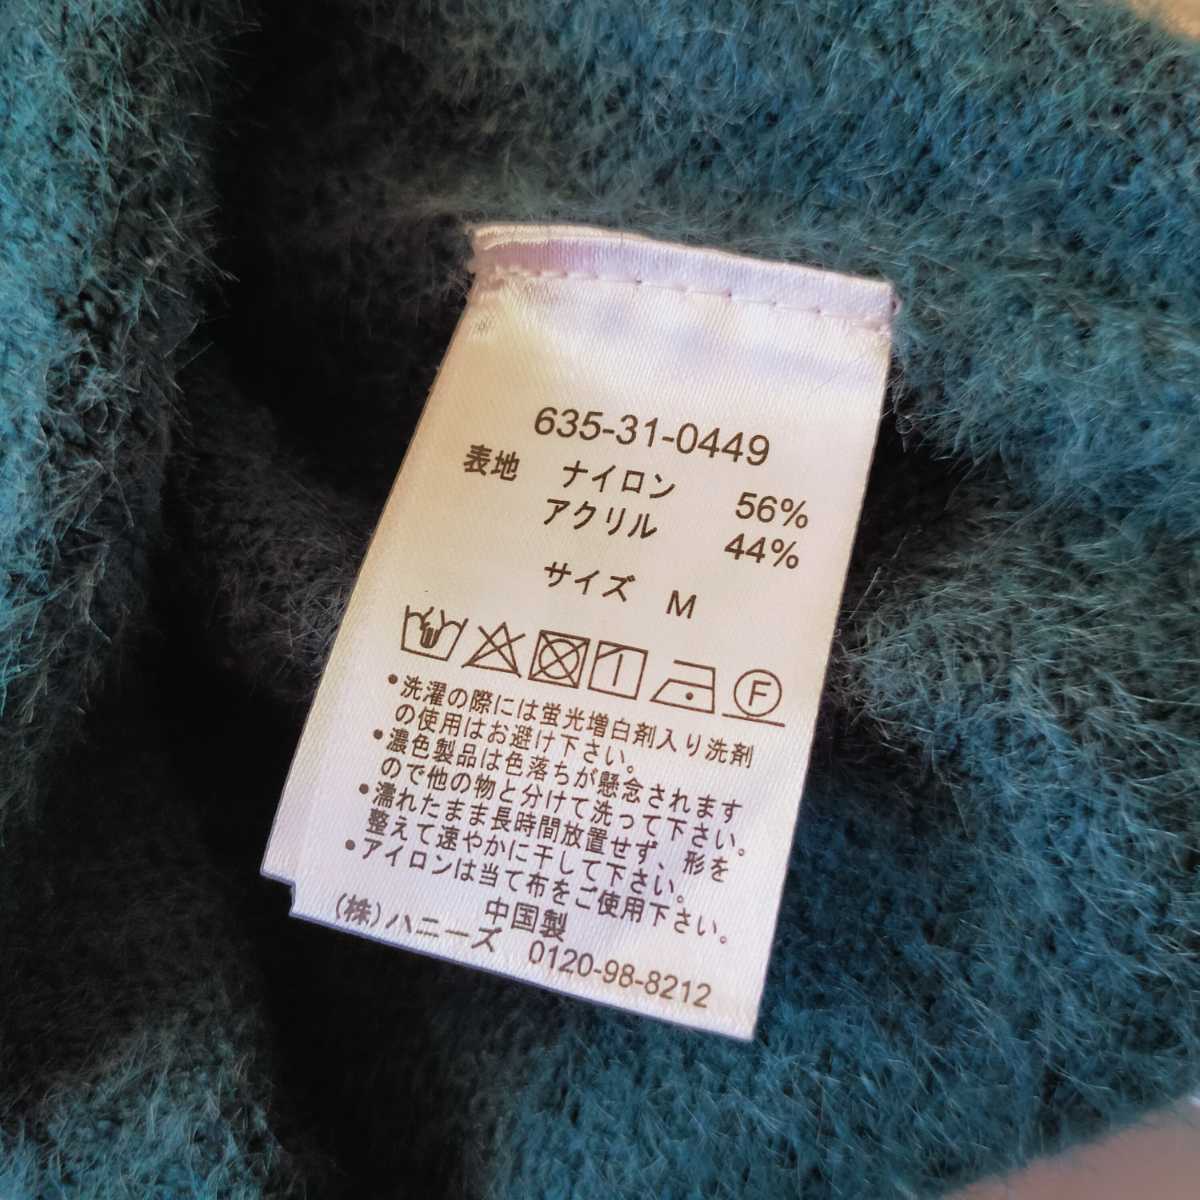 635-31-0449
表地 ナイロン 56%
アクリル 44%
サイズ M
F
•洗濯の際には蛍光増白剤入り洗剤
の使用はお避け下さい。
•濃色製品は色落ちが懸念されます
ので他の物と分けて洗って下さい。
•濡れたまま長時間放置せず、形を
整えて速やかに干して下さい。
•アイロンは当て布をご使用下さい。
中国製
(株)ハニーズ 0120-98-8212